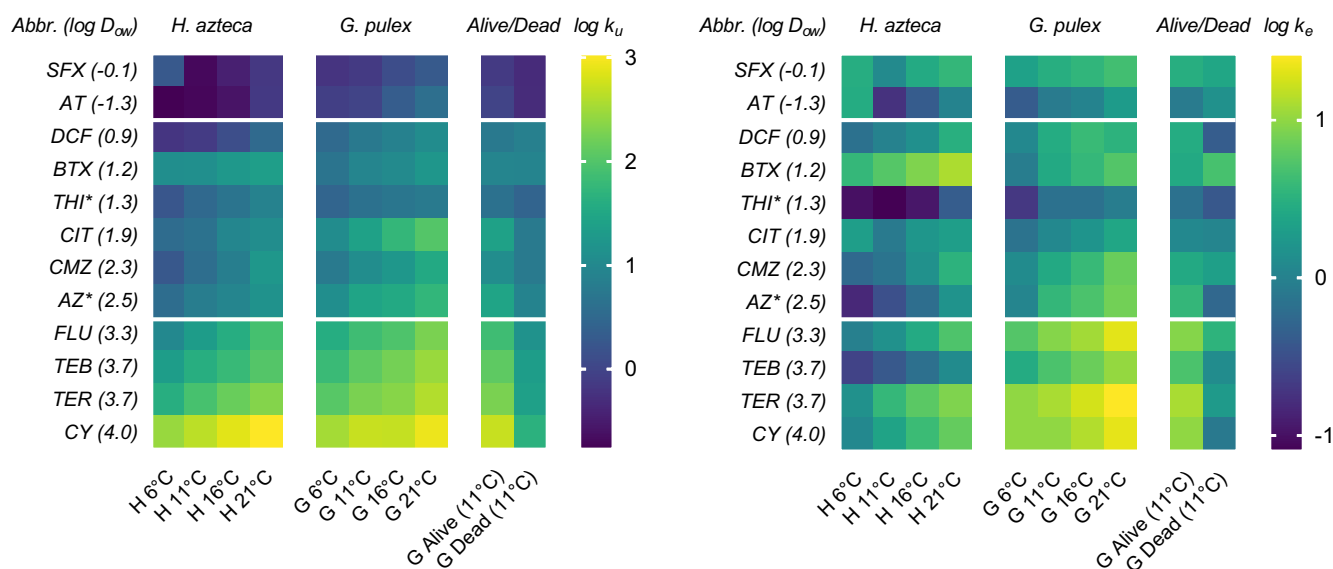 Abbr. (log Dow) H. azteca G. pulex Alive/Dead log ku
SFX (-0.1)
AT (-1.3)
DCF (0.9)
BTX (1.2)
THI* (1.3)
CIT (1.9)
CMZ (2.3)
AZ* (2.5)
FLU (3.3)
TEB (3.7)
TER (3.7)
CY (4.0)
3
2
1
0
H 6°C
H 11°C
H 16°C
H 21°C
G 6°C
G 11°C
G 16°C
G 21°C
G Alive (11°C)
G Dead (11°C)
Abbr. (log Dow) H. azteca G. pulex Alive/Dead log ke
SFX (-0.1)
AT (-1.3)
DCF (0.9)
BTX (1.2)
THI* (1.3)
CIT (1.9)
CMZ (2.3)
AZ* (2.5)
FLU (3.3)
TEB (3.7)
TER (3.7)
CY (4.0)
1
0
-1
H 6°C
H 11°C
H 16°C
H 21°C
G 6°C
G 11°C
G 16°C
G 21°C
G Alive (11°C)
G Dead (11°C)